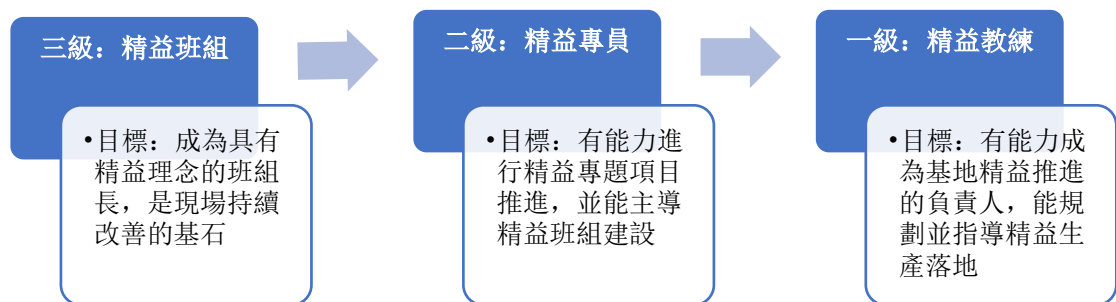 三級：精益班組
•目標：成為具有
精益理念的班組
長，是現場持續
改善的基石
二級：精益專員
•目標：有能力進
行精益專題項目
推進，並能主導
精益班組建設
一級：精益教練
•目標：有能力成
為基地精益推進
的負責人，能規
劃並指導精益生
產落地